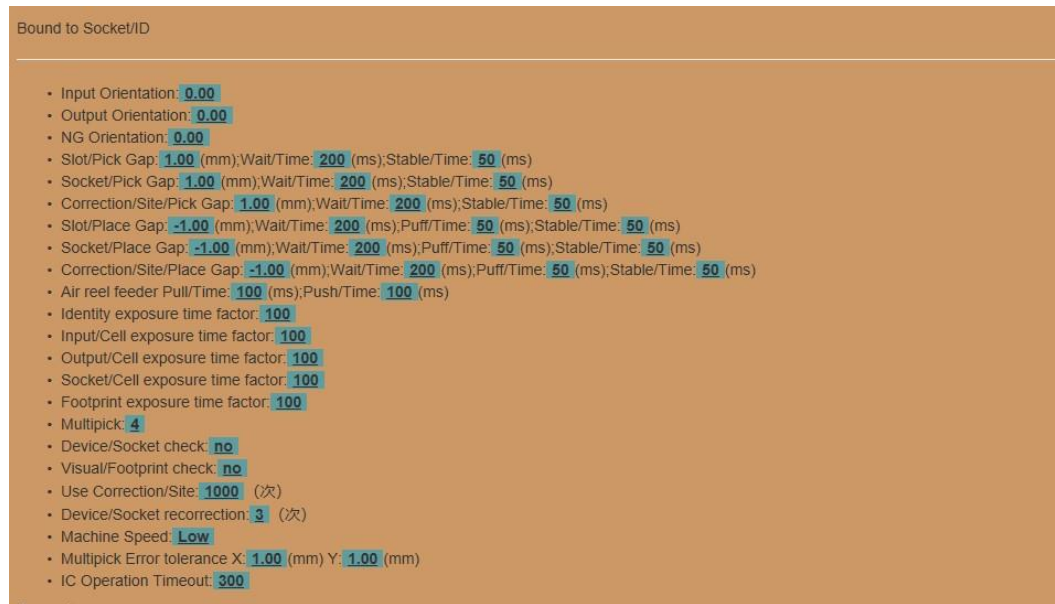 Bound to Socket/ID
• Input Orientation: 0.00
• Output Orientation: 0.00
• NG Orientation: 0.00
• Slot/Pick Gap: 1.00 (mm);Wait/Time: 200 (ms);Stable/Time: 50 (ms)
• Socket/Pick Gap: 1.00 (mm);Wait/Time: 200 (ms);Stable/Time: 50 (ms)
• Correction/Site/Pick Gap: 1.00 (mm);Wait/Time: 200 (ms);Stable/Time: 50 (ms)
• Slot/Place Gap: -1.00 (mm);Wait/Time: 200 (ms);Puff/Time: 50 (ms);Stable/Time: 50 (ms)
• Socket/Place Gap: -1.00 (mm);Wait/Time: 200 (ms);Puff/Time: 50 (ms);Stable/Time: 50 (ms)
• Correction/Site/Place Gap: -1.00 (mm);Wait/Time: 200 (ms);Puff/Time: 50 (ms);Stable/Time: 50 (ms)
• Air reel feeder Pull/Time: 100 (ms);Push/Time: 100 (ms)
• Identity exposure time factor: 100
• Input/Cell exposure time factor: 100
• Output/Cell exposure time factor: 100
• Socket/Cell exposure time factor: 100
• Footprint exposure time factor: 100
• Multipick: 4
• Device/Socket check: no
• Visual/Footprint check: no
• Use Correction/Site: 1000 （次）
• Device/Socket recorrection: 3 （次）
• Machine Speed: Low
• Multipick Error tolerance X: 1.00 (mm) Y: 1.00 (mm)
• IC Operation Timeout: 300